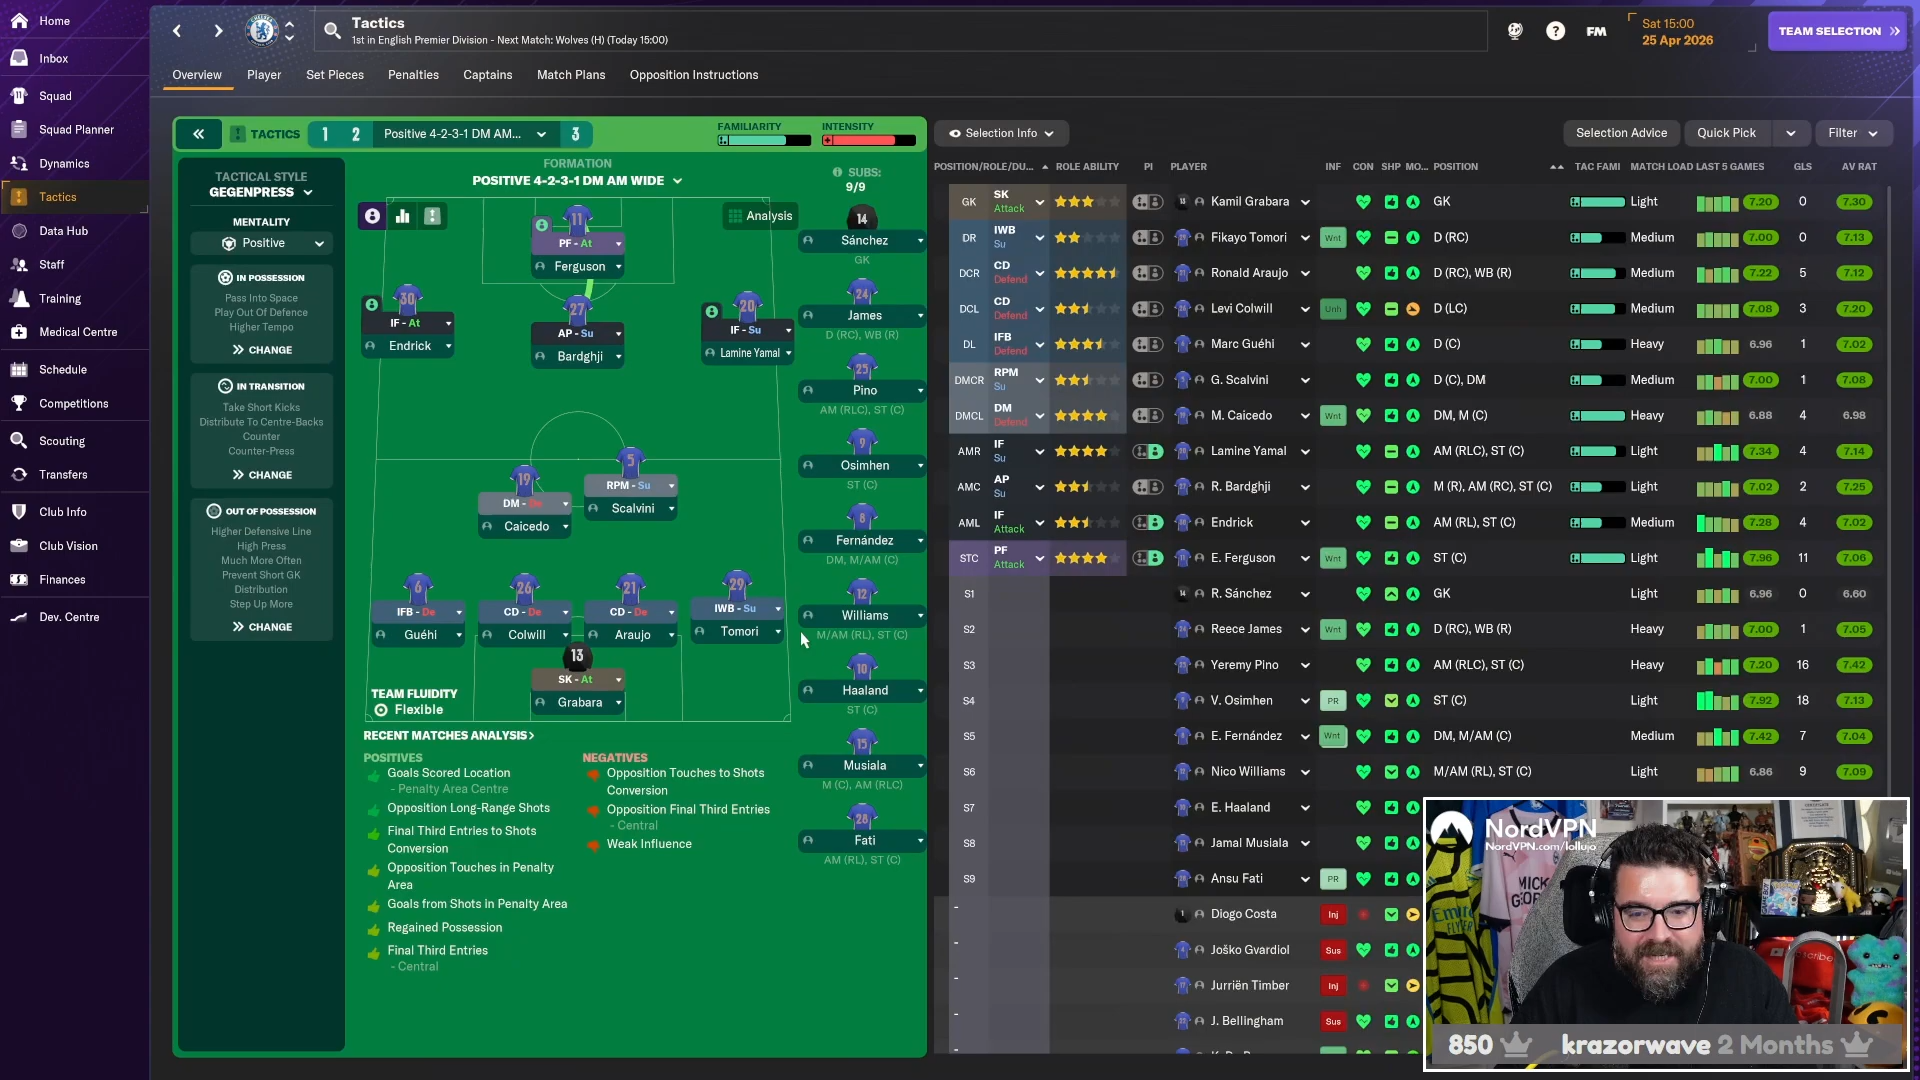 Home
Inbox
Squad
Squad Planner
Dynamics
Tactics
Data Hub
Staff
Training
Medical Centre
Schedule
Competitions
Scouting
Transfers
Club Info
Club Vision
Finances
Dev. Centre
Tactics
1st in English Premier Division - Next Match: Wolves (H) (Today 15:00)
FM
Sat 15:00
25 Apr 2026
TEAM SELECTION
Overview Player Set Pieces Penalties Captains Match Plans Opposition Instructions
TACTICS 1 2 Positive 4-2-3-1 DM AM... 3
FAMILIARITY INTENSITY
TACTICAL STYLE
GEGENPRESS
MENTALITY
Positive
IN POSSESSION
Pass Into Space
Play Out Of Defence
Higher Tempo
CHANGE
IN TRANSITION
Take Short Kicks
Distribute To Centre-Backs
Counter
Counter-Press
CHANGE
OUT OF POSSESSION
Higher Defensive Line
High Press
Much More Often
Prevent Short GK
Distribution
Step Up More
CHANGE
FORMATION
POSITIVE 4-2-3-1 DM AM WIDE
SUBS:
9/9
Analysis
11
PF - At
Ferguson
30
IF - At
Endrick
27
AP - Su
Bardghji
20
IF - Su
Lamine Yamal
19
DM - De
Caicedo
5
RPM - Su
Scalvini
6
IFB - De
Guéhi
26
CD - De
Colwill
21
CD - De
Araujo
29
IWB - Su
Tomori
13
SK - At
Grabara
TEAM FLUIDITY
Flexible
14
Sánchez
GK
24
James
D (RC), WB (R)
25
Pino
AM (RLC), ST (C)
9
Osimhen
ST (C)
8
Fernández
DM, M/AM (C)
12
Williams
M/AM (RL), ST (C)
10
Haaland
ST (C)
15
Musiala
M (C), AM (RLC)
28
Fati
AM (RL), ST (C)
RECENT MATCHES ANALYSIS
POSITIVES
Goals Scored Location
- Penalty Area Centre
Opposition Long-Range Shots
Final Third Entries to Shots
Conversion
Opposition Touches in Penalty
Area
Goals from Shots in Penalty Area
Regained Possession
Final Third Entries
- Central
NEGATIVES
Opposition Touches to Shots
Conversion
Opposition Final Third Entries
- Central
Weak Influence
Selection Info
Selection Advice Quick Pick Filter
POSITION/ROLE/DU... ROLE ABILITY PI PLAYER INF CON SHP MO... POSITION TAC FAMI MATCH LOAD LAST 5 GAMES GLS AV RAT
GK SK Attack Kamil Grabara GK Light 7.20 0 7.30
DR IWB Su Fikayo Tomori Wnt D (RC) Medium 7.00 0 7.13
DCR CD Defend Ronald Araujo D (RC), WB (R) Medium 7.22 5 7.12
DCL CD Defend Levi Colwill Unh D (LC) Medium 7.08 3 7.20
DL IFB Defend Marc Guéhi D (C) Heavy 6.96 1 7.02
DMCR RPM Su G. Scalvini D (C), DM Medium 7.00 1 7.08
DMCL DM Defend M. Caicedo Wnt DM, M (C) Heavy 6.88 4 6.98
AMR IF Su Lamine Yamal AM (RLC), ST (C) Light 7.34 4 7.14
AMC AP Su R. Bardghji M (R), AM (RC), ST (C) Light 7.02 2 7.25
AML IF Attack Endrick AM (RL), ST (C) Medium 7.28 4 7.02
STC PF Attack E. Ferguson Wnt ST (C) Light 7.96 11 7.06
S1 R. Sánchez GK Light 6.96 0 6.60
S2 Reece James Wnt D (RC), WB (R) Heavy 7.00 1 7.05
S3 Yeremy Pino AM (RLC), ST (C) Heavy 7.20 16 7.42
S4 V. Osimhen PR ST (C) Light 7.92 18 7.13
S5 E. Fernández Wnt DM, M/AM (C) Medium 7.42 7 7.04
S6 Nico Williams M/AM (RL), ST (C) Light 6.86 9 7.09
S7 E. Haaland
S8 Jamal Musiala
S9 Ansu Fati PR
- Diogo Costa Inj
- Joško Gvardiol Sus
- Jurriën Timber Inj
- J. Bellingham Sus
-
NordVPN
NordVPN.com/lollujo
850 krazorwave 2 Months